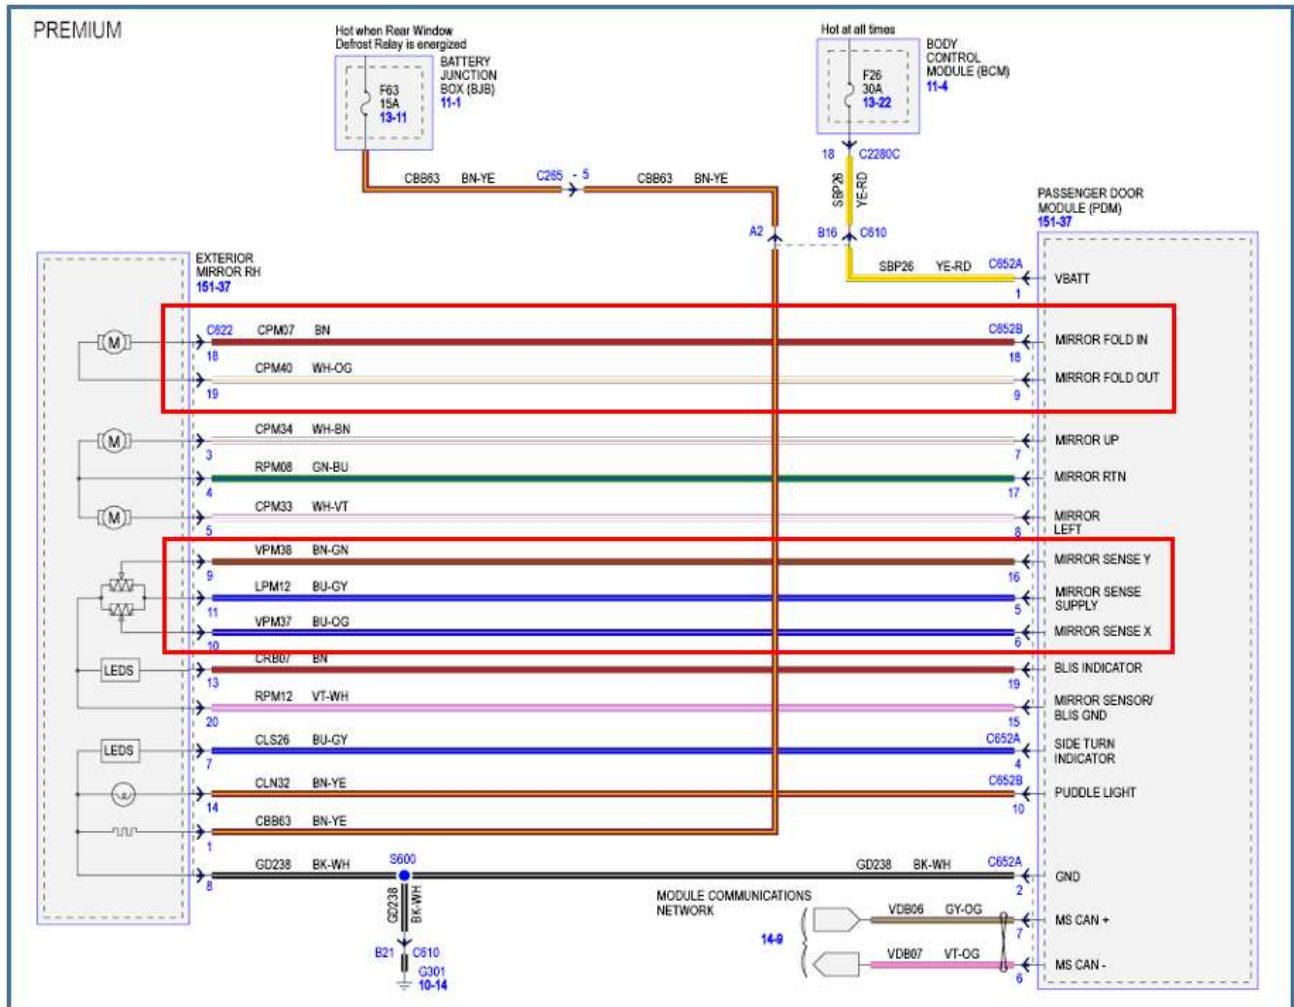 PREMIUM
Hot when Rear Window
Defrost Relay is energized
BATTERY
JUNCTION
BOX (BJB)
11-1
F63
15A
13-11
Hot at all times
BODY
CONTROL
MODULE (BCM)
11-4
F26
30A
13-22
18 C2280C
CBB63 BN-YE C265 - 5 CBB63 BN-YE
SBP26 YE-RD
PASSENGER DOOR
MODULE (PDM)
151-37
A2 B16 C610
EXTERIOR
MIRROR RH
151-37
SBP26 YE-RD C652A
1 VBATT
C622 CPM07 BN C652B
18 18 MIRROR FOLD IN
CPM40 WH-OG
19 9 MIRROR FOLD OUT
CPM34 WH-BN
3 7 MIRROR UP
RPM08 GN-BU
4 17 MIRROR RTN
CPM33 WH-VT
5 8 MIRROR
LEFT
VPM38 BN-GN
9 16 MIRROR SENSE Y
LPM12 BU-GY
11 5 MIRROR SENSE
SUPPLY
VPM37 BU-OG
10 6 MIRROR SENSE X
CRB07 BN
LEDS 13 19 BLIS INDICATOR
RPM12 VT-WH
20 15 MIRROR SENSOR/
BLIS GND
CLS26 BU-GY C652A
LEDS 7 4 SIDE TURN
INDICATOR
CLN32 BN-YE C652B
14 10 PUDDLE LIGHT
CBB63 BN-YE
1
GD238 BK-WH S600 GD238 BK-WH C652A
8 2 GND
GD238 BK-WH
B21 C610
G301
10-14
MODULE COMMUNICATIONS
NETWORK
14-9
VDB06 GY-OG
7 MS CAN +
VDB07 VT-OG
6 MS CAN -
M
M
M